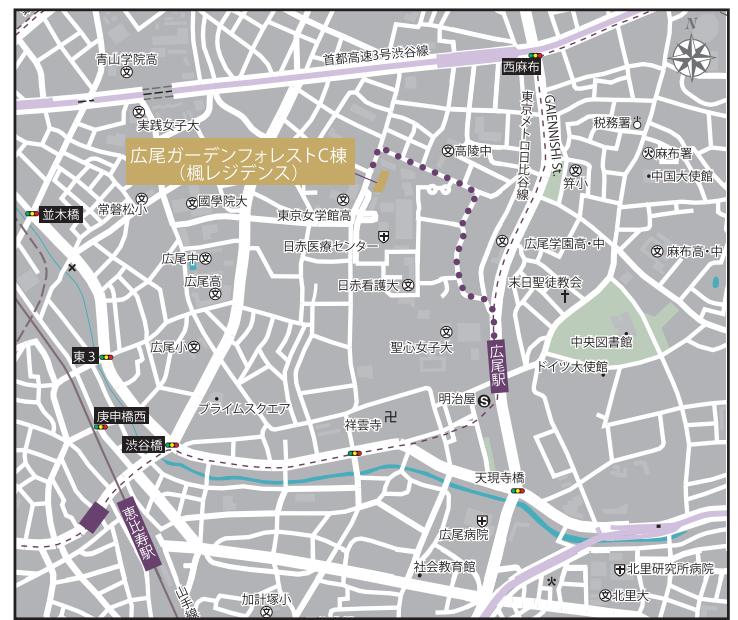 首都高速3号渋谷線
N
青山学院高
西麻布
実践女子大
GAIENNISHI St.
東京メトロ日比谷線
税務署
広尾ガーデンフォレストC棟
（楓レジデンス）
高陵中
麻布署
中国大使館
笄小
常磐松小
國學院大
東京女学館高
並木橋
日赤医療センター
広尾学園高・中
麻布高・中
広尾中
広尾高
日赤看護大
末日聖徒教会
広尾小
聖心女子大
中央図書館
東3
広尾駅
ドイツ大使館
プライムスクエア
明治屋
S
庚申橋西
祥雲寺
卍
渋谷橋
天現寺橋
恵比寿駅
広尾病院
社会教育館
北里研究所病院
山手線
加計塚小
北里大